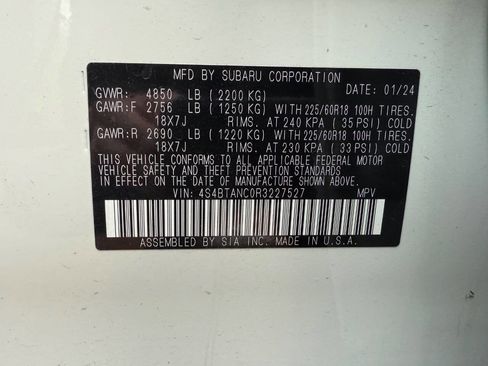 MFD BY SUBARU CORPORATION
GVWR: 4850 LB ( 2200 KG) DATE: 01/24
GAWR:F 2756 LB ( 1250 KG) WITH 225/60R18 100H TIRES.
18X7J RIMS. AT 240 KPA ( 35 PSI) COLD
GAWR:R 2690 LB ( 1220 KG) WITH 225/60R18 100H TIRES.
18X7J RIMS. AT 230 KPA ( 33 PSI) COLD
THIS VEHICLE CONFORMS TO ALL APPLICABLE FEDERAL MOTOR
VEHICLE SAFETY AND THEFT PREVENTION STANDARDS
IN EFFECT ON THE DATE OF MANUFACTURE SHOWN ABOVE.
VIN: 4S4BTANC0R3227527 MPV
ASSEMBLED BY SIA INC. MADE IN U.S.A.